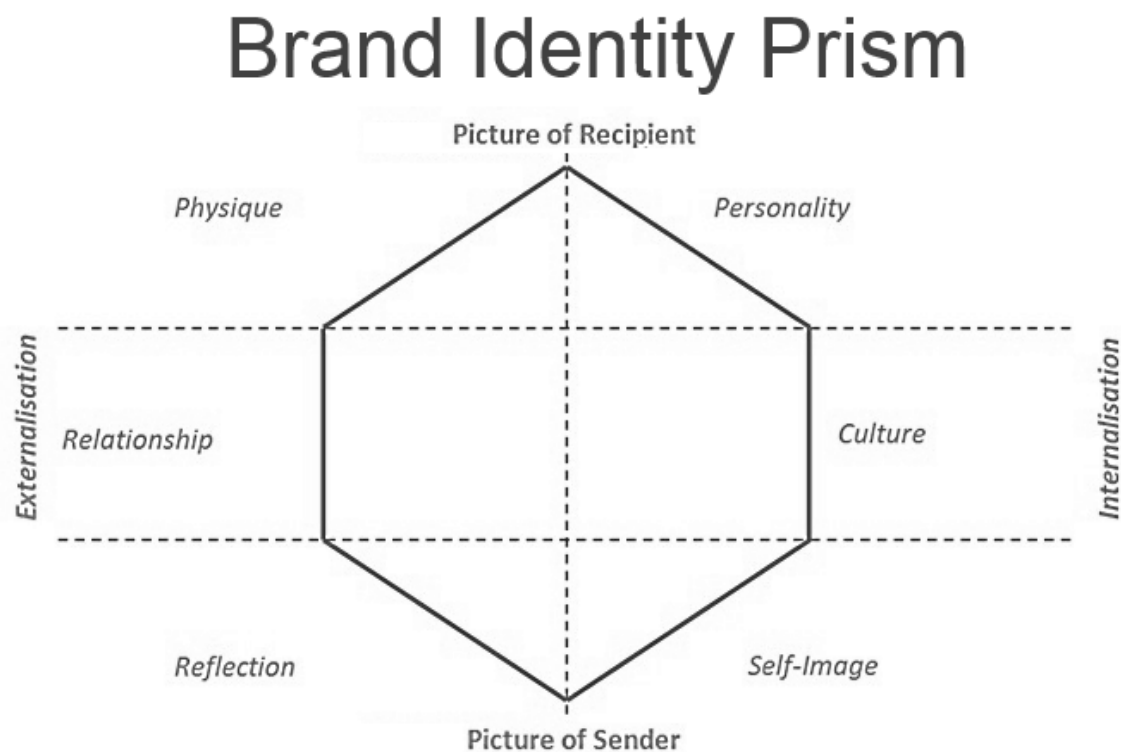 Brand Identity Prism
Picture of Recipient
Physique
Personality
Externalisation
Relationship
Culture
Internalisation
Reflection
Self-Image
Picture of Sender